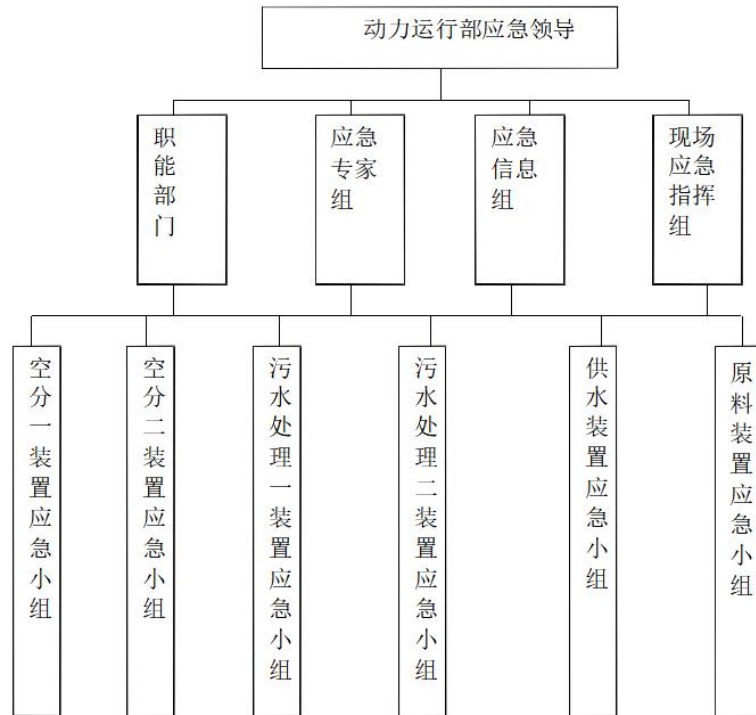 动力运行部应急领导
职能部门
应急
专家
组
应急
信息
组
现场
应急
指挥
组
空分一装置应急小组
空分二装置应急小组
污水处理一装置应急小组
污水处理二装置应急小组
供水装置应急小组
原料装置应急小组